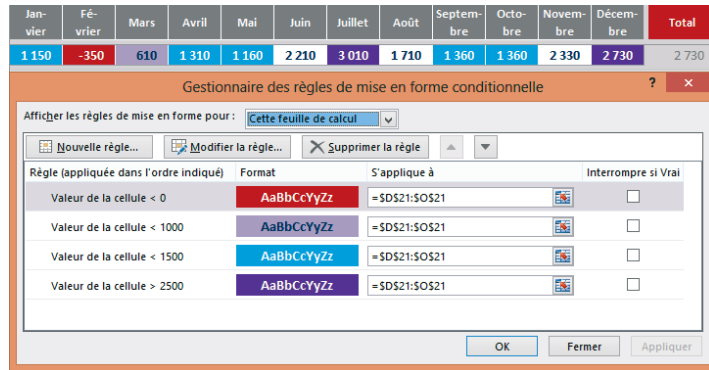 Jan- Fé- Mars Avril Mai Juin Juillet Août Septem- Octo- Novem- Décem- Total
vier vrier bre bre bre bre
1 150 -350 610 1 310 1 160 2 210 3 010 1 710 1 360 1 360 2 330 2 730 2 730
Gestionnaire des règles de mise en forme conditionnelle ? ×
Afficher les règles de mise en forme pour : Cette feuille de calcul
Nouvelle règle... Modifier la règle... Supprimer la règle
Règle (appliquée dans l'ordre indiqué) Format S'applique à Interrompre si Vrai
Valeur de la cellule < 0 AaBbCcYyZz =$D$21:$O$21
Valeur de la cellule < 1000 AaBbCcYyZz =$D$21:$O$21
Valeur de la cellule < 1500 AaBbCcYyZz =$D$21:$O$21
Valeur de la cellule > 2500 AaBbCcYyZz =$D$21:$O$21
OK Fermer Appliquer